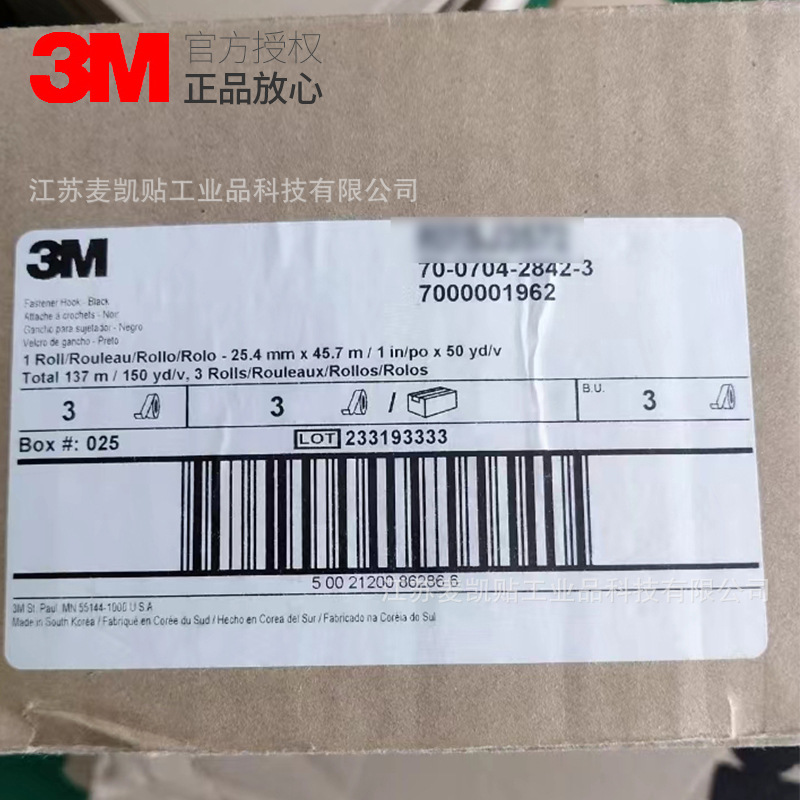 3M 官方授权
正品放心
江苏麦凯贴工业品科技有限公司
3M
70-0704-2842-3
7000001962
Fastener Hook - Black
Attache à crochets - Noir
Gancho para sujetador - Negro
Velcro de gancho - Preto
1 Roll/Rouleau/Rollo/Rolo - 25.4 mm x 45.7 m / 1 in/po x 50 yd/v
Total 137 m / 150 yd/v, 3 Rolls/Rouleaux/Rollos/Rolos
3 3 / B.U. 3
Box #: 025 LOT 233193333
5 00 21200 86286 6
江苏麦凯贴工业品科技有限公司
3M St. Paul, MN 55144-1000 U S A
Made in South Korea / Fabriqué en Corée du Sud / Hecho en Corea del Sur / Fabricado na Coréia do Sul